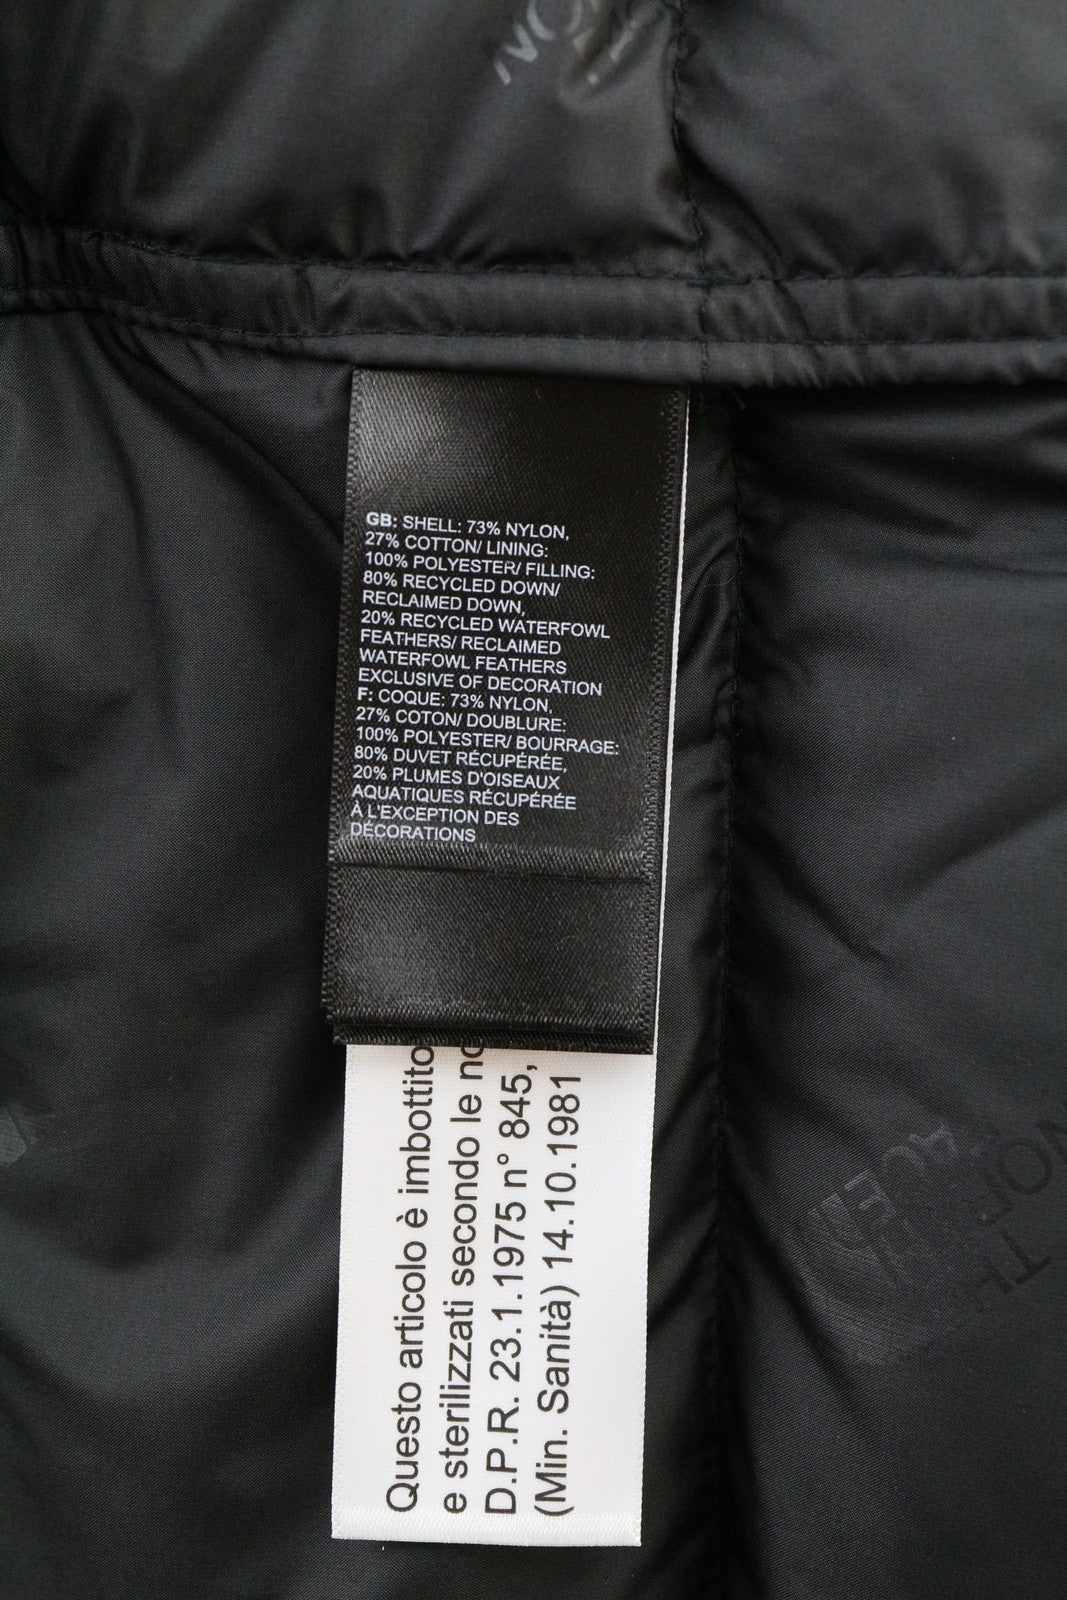 GB: SHELL: 73% NYLON,
27% COTTON/ LINING:
100% POLYESTER/ FILLING:
80% RECYCLED DOWN/
RECLAIMED DOWN,
20% RECYCLED WATERFOWL
FEATHERS/ RECLAIMED
WATERFOWL FEATHERS
EXCLUSIVE OF DECORATION
F: COQUE: 73% NYLON,
27% COTON/ DOUBLURE:
100% POLYESTER/ BOURRAGE:
80% DUVET RÉCUPÉRÉE,
20% PLUMES D'OISEAUX
AQUATIQUES RÉCUPÉRÉE
À L'EXCEPTION DES
DÉCORATIONS
Questo articolo è imbottito
e sterilizzati secondo le
D.P.R. 23.1.1975 n° 845,
(Min. Sanità) 14.10.1981